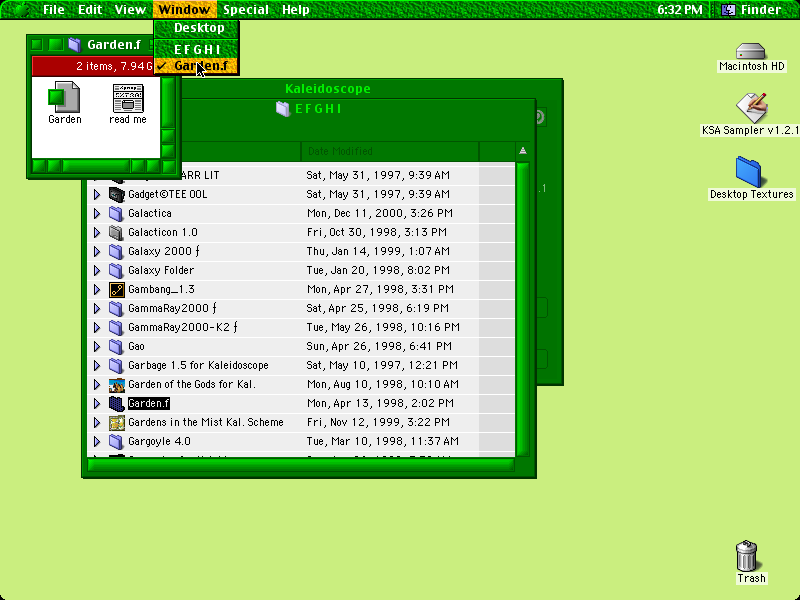 File Edit View Window Special Help 6:32 PM Finder
Desktop
E F G H I
✓ Garden.f
Garden.f
2 items, 7.94 G
Garden
read me
Kaleidoscope
E F G H I
Date Modified
.1
ARR LIT Sat, May 31, 1997, 9:39 AM
Gadget©TEE OOL Sat, May 31, 1997, 9:39 AM
Galactica Mon, Dec 11, 2000, 3:26 PM
Galacticon 1.0 Fri, Oct 30, 1998, 3:13 PM
Galaxy 2000 ƒ Thu, Jan 14, 1999, 1:07 AM
Galaxy Folder Tue, Jan 20, 1998, 8:02 PM
Gambang_1.3 Mon, Apr 27, 1998, 3:31 PM
GammaRay2000 ƒ Sat, Apr 25, 1998, 6:19 PM
GammaRay2000-K2 ƒ Tue, May 26, 1998, 10:16 PM
Gao Sun, Apr 26, 1998, 6:41 PM
Garbage 1.5 for Kaleidoscope Sat, May 10, 1997, 12:21 PM
Garden of the Gods for Kal. Mon, Aug 10, 1998, 10:10 AM
Garden.f Mon, Apr 13, 1998, 2:02 PM
Gardens in the Mist Kal. Scheme Fri, Nov 12, 1999, 3:22 PM
Gargoyle 4.0 Tue, Mar 10, 1998, 11:37 AM
Macintosh HD
KSA Sampler v1.2.1
Desktop Textures
Trash